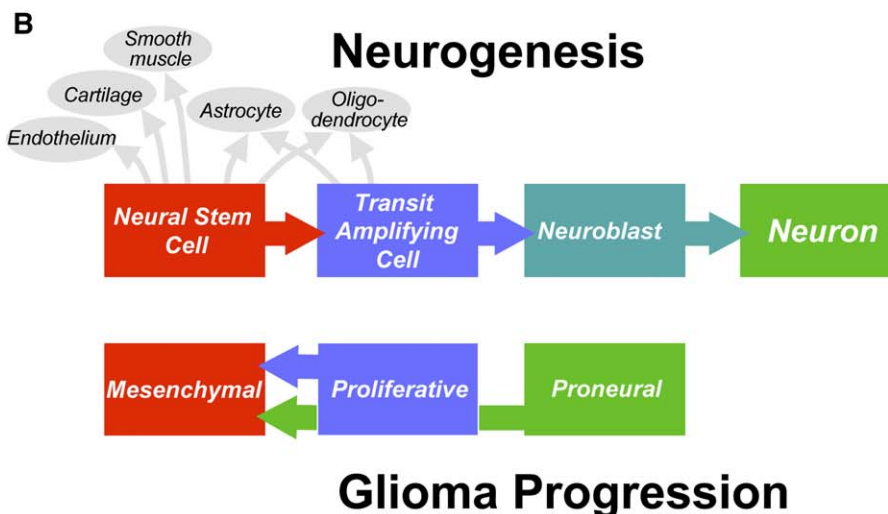 B
Neurogenesis
Smooth
muscle
Cartilage
Endothelium
Astrocyte
Oligo-
dendrocyte
Neural Stem
Cell
Transit
Amplifying
Cell
Neuroblast
Neuron
Mesenchymal
Proliferative
Proneural
Glioma Progression